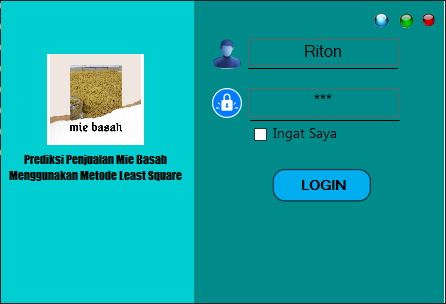 mie basah
Prediksi Penjualan Mie Basah
Menggunakan Metode Least Square
Riton
***
Ingat Saya
LOGIN